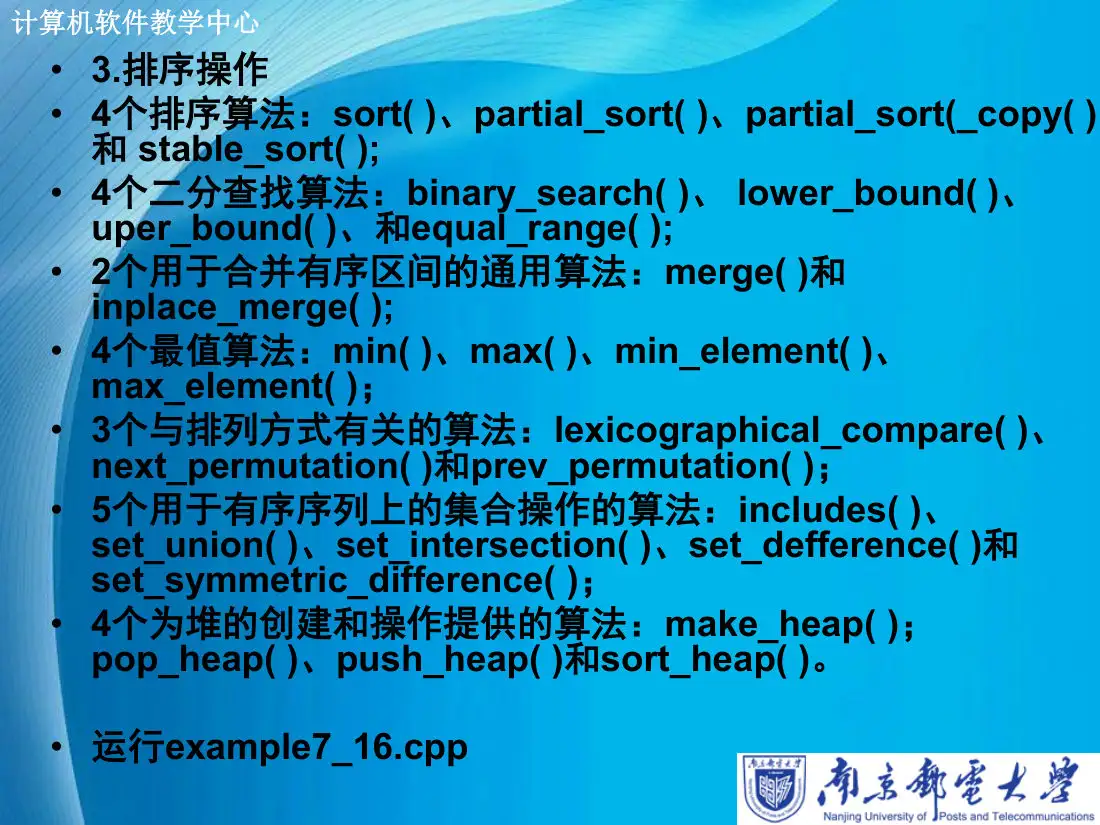 计算机软件教学中心
• 3.排序操作
• 4个排序算法：sort( )、partial_sort( )、partial_sort(_copy( )
和 stable_sort( );
• 4个二分查找算法：binary_search( )、 lower_bound( )、
uper_bound( )、和equal_range( );
• 2个用于合并有序区间的通用算法：merge( )和
inplace_merge( );
• 4个最值算法：min( )、max( )、min_element( )、
max_element( )；
• 3个与排列方式有关的算法：lexicographical_compare( )、
next_permutation( )和prev_permutation( )；
• 5个用于有序序列上的集合操作的算法：includes( )、
set_union( )、set_intersection( )、set_defference( )和
set_symmetric_difference( )；
• 4个为堆的创建和操作提供的算法：make_heap( )；
pop_heap( )、push_heap( )和sort_heap( )。
• 运行example7_16.cpp
南京郵電大學
Nanjing University of Posts and Telecommunications